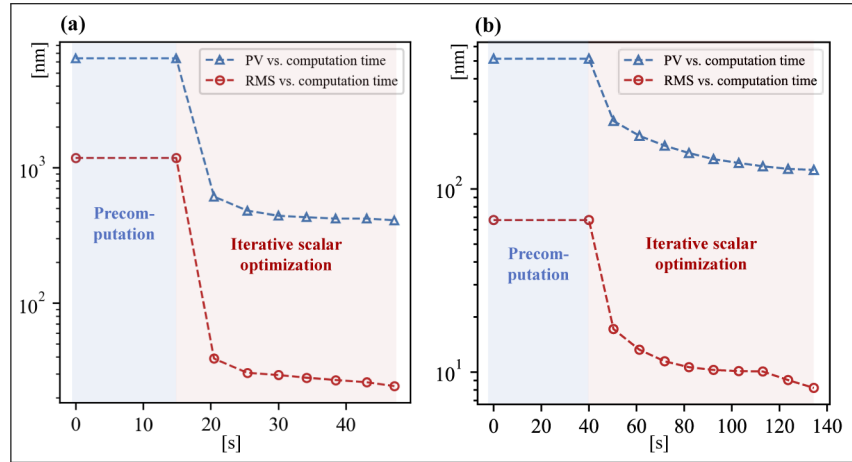 (a)
[nm]
PV vs. computation time
RMS vs. computation time
10³
10²
Precom-
putation
Iterative scalar
optimization
0 10 20 30 40
[s]
(b)
[nm]
PV vs. computation time
RMS vs. computation time
10²
10¹
Precom-
putation
Iterative scalar
optimization
0 20 40 60 80 100 120 140
[s]